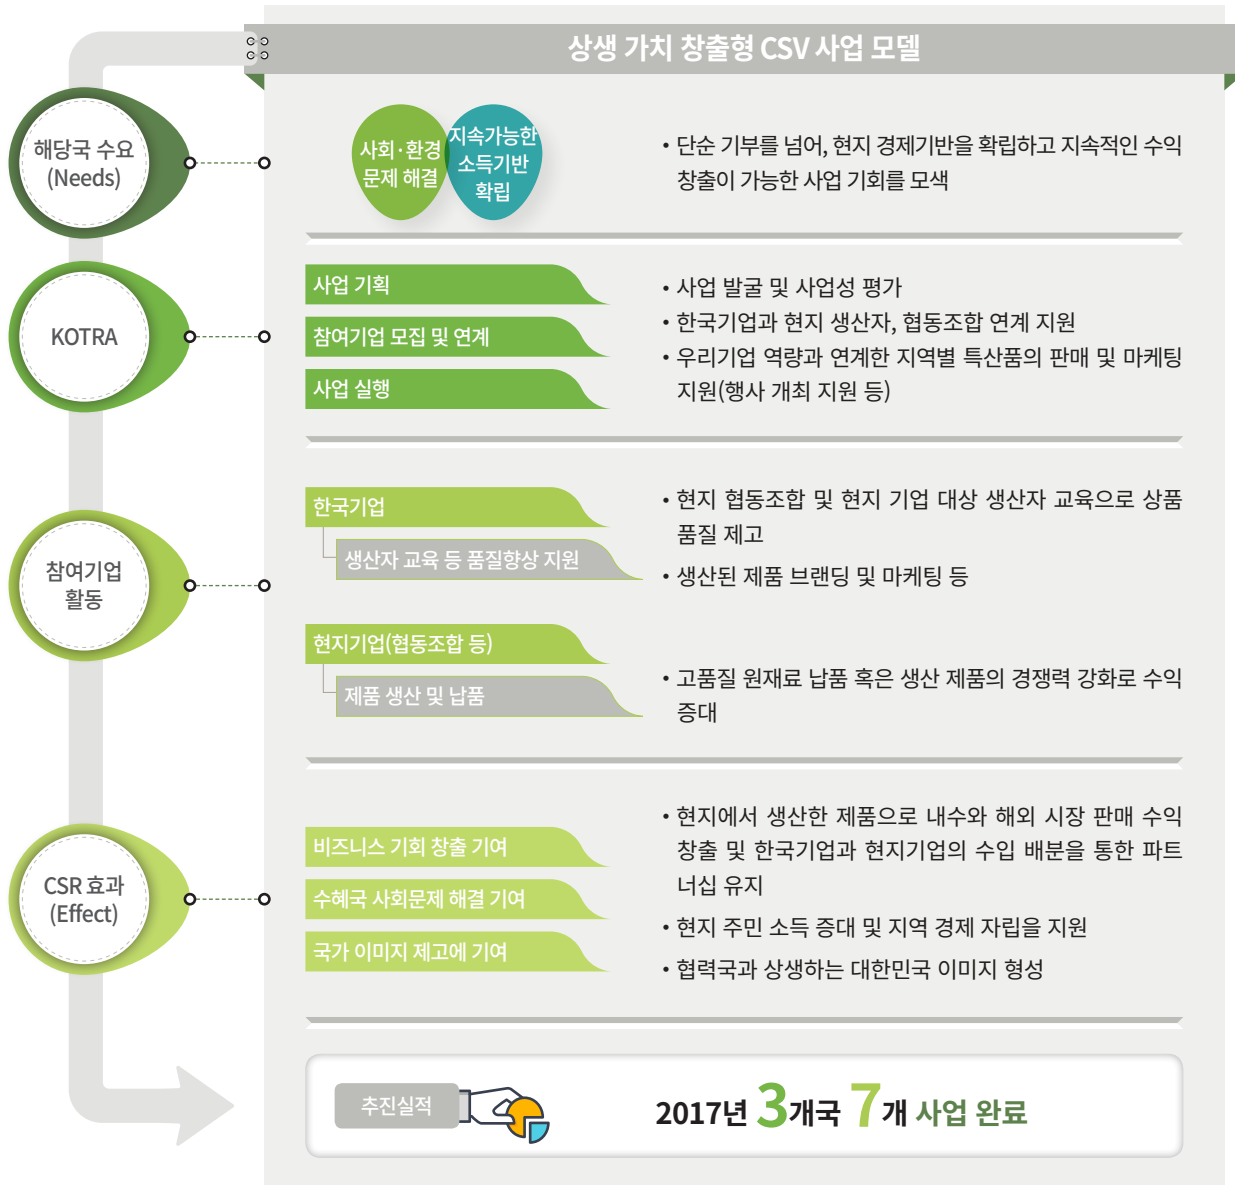 상생 가치 창출형 CSV 사업 모델
해당국 수요
(Needs)
사회·환경
문제 해결
지속가능한
소득기반
확립
• 단순 기부를 넘어, 현지 경제기반을 확립하고 지속적인 수익
창출이 가능한 사업 기회를 모색
KOTRA
사업 기획
참여기업 모집 및 연계
사업 실행
• 사업 발굴 및 사업성 평가
• 한국기업과 현지 생산자, 협동조합 연계 지원
• 우리기업 역량과 연계한 지역별 특산품의 판매 및 마케팅
지원(행사 개최 지원 등)
참여기업
활동
한국기업
생산자 교육 등 품질향상 지원
• 현지 협동조합 및 현지 기업 대상 생산자 교육으로 상품
품질 제고
• 생산된 제품 브랜딩 및 마케팅 등
현지기업(협동조합 등)
제품 생산 및 납품
• 고품질 원재료 납품 혹은 생산 제품의 경쟁력 강화로 수익
증대
CSR 효과
(Effect)
비즈니스 기회 창출 기여
수혜국 사회문제 해결 기여
국가 이미지 제고에 기여
• 현지에서 생산한 제품으로 내수와 해외 시장 판매 수익
창출 및 한국기업과 현지기업의 수입 배분을 통한 파트
너십 유지
• 현지 주민 소득 증대 및 지역 경제 자립을 지원
• 협력국과 상생하는 대한민국 이미지 형성
추진실적
2017년 3개국 7개 사업 완료